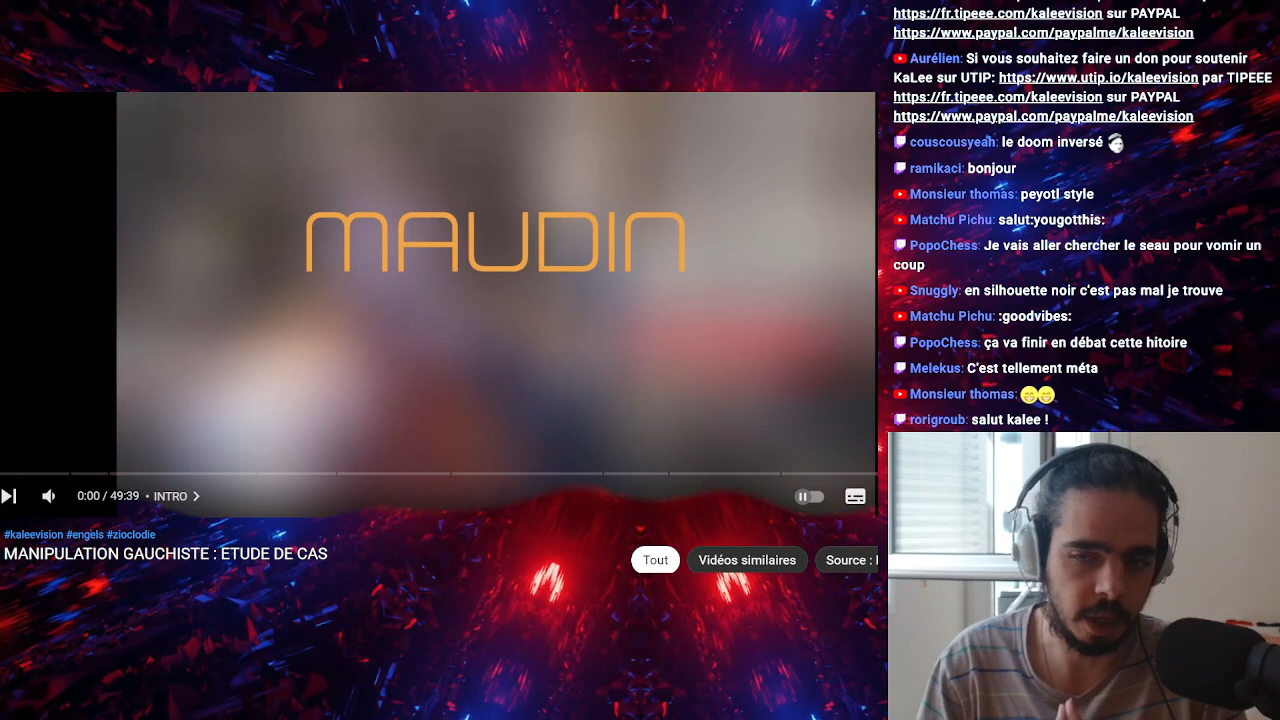 MAUDIN
0:00 / 49:39 • INTRO
#kaleevision #engels #zioclodie
MANIPULATION GAUCHISTE : ETUDE DE CAS
Tout
Vidéos similaires
Source :
https://fr.tipeee.com/kaleevision sur PAYPAL
https://www.paypal.com/paypalme/kaleevision
Aurélien: Si vous souhaitez faire un don pour soutenir
KaLee sur UTIP: https://www.utip.io/kaleevision par TIPEEE
https://fr.tipeee.com/kaleevision sur PAYPAL
https://www.paypal.com/paypalme/kaleevision
couscousyeah: le doom inversé
ramikaci: bonjour
Monsieur thomas: peyotl style
Matchu Pichu: salut:yougotthis:
PopoChess: Je vais aller chercher le seau pour vomir un
coup
Snuggly: en silhouette noir c'est pas mal je trouve
Matchu Pichu: :goodvibes:
PopoChess: ça va finir en débat cette hitoire
Melekus: C'est tellement méta
Monsieur thomas:
rorigroub: salut kalee !